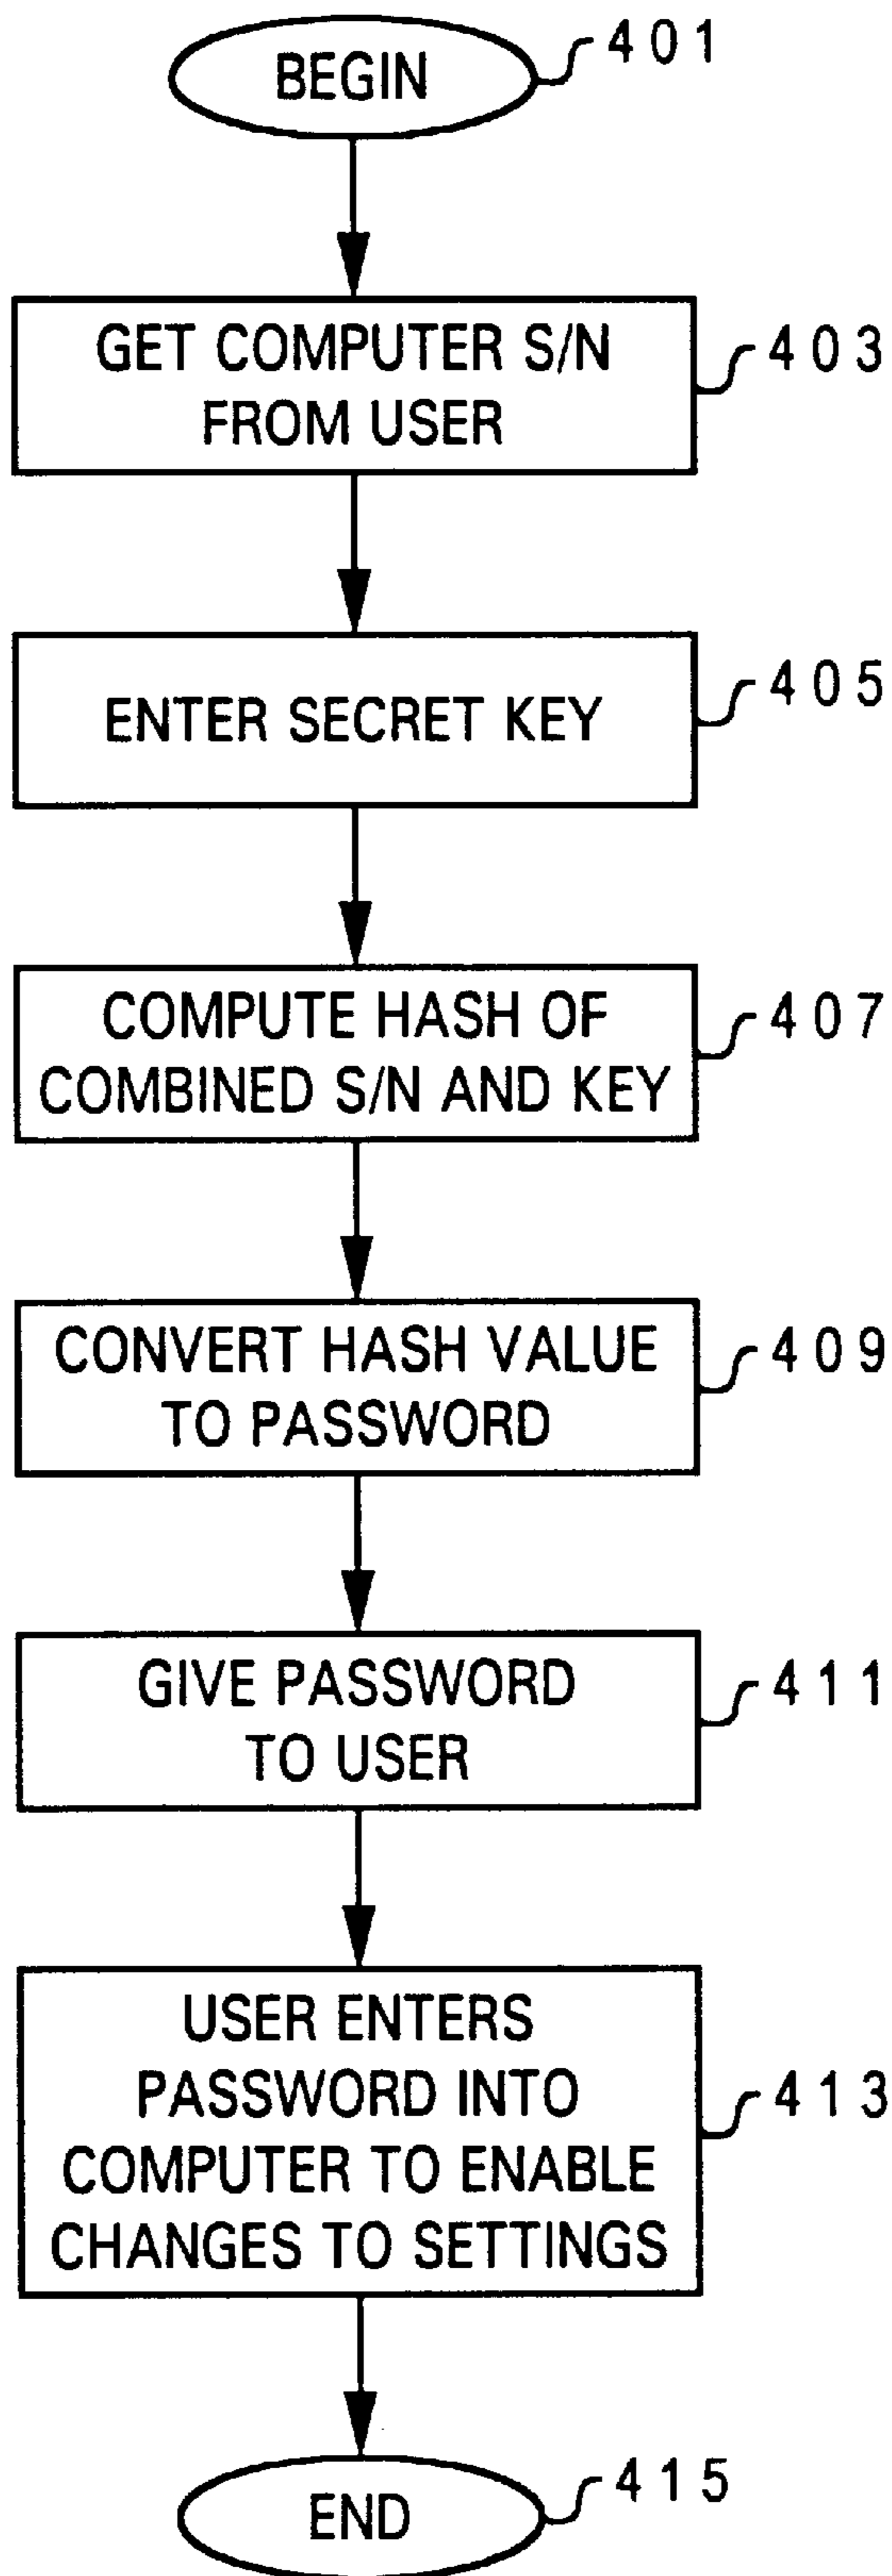 BEGIN
401
GET COMPUTER S/N
FROM USER
403
ENTER SECRET KEY
405
COMPUTE HASH OF
COMBINED S/N AND KEY
407
CONVERT HASH VALUE
TO PASSWORD
409
GIVE PASSWORD
TO USER
411
USER ENTERS
PASSWORD INTO
COMPUTER TO ENABLE
CHANGES TO SETTINGS
413
END
415